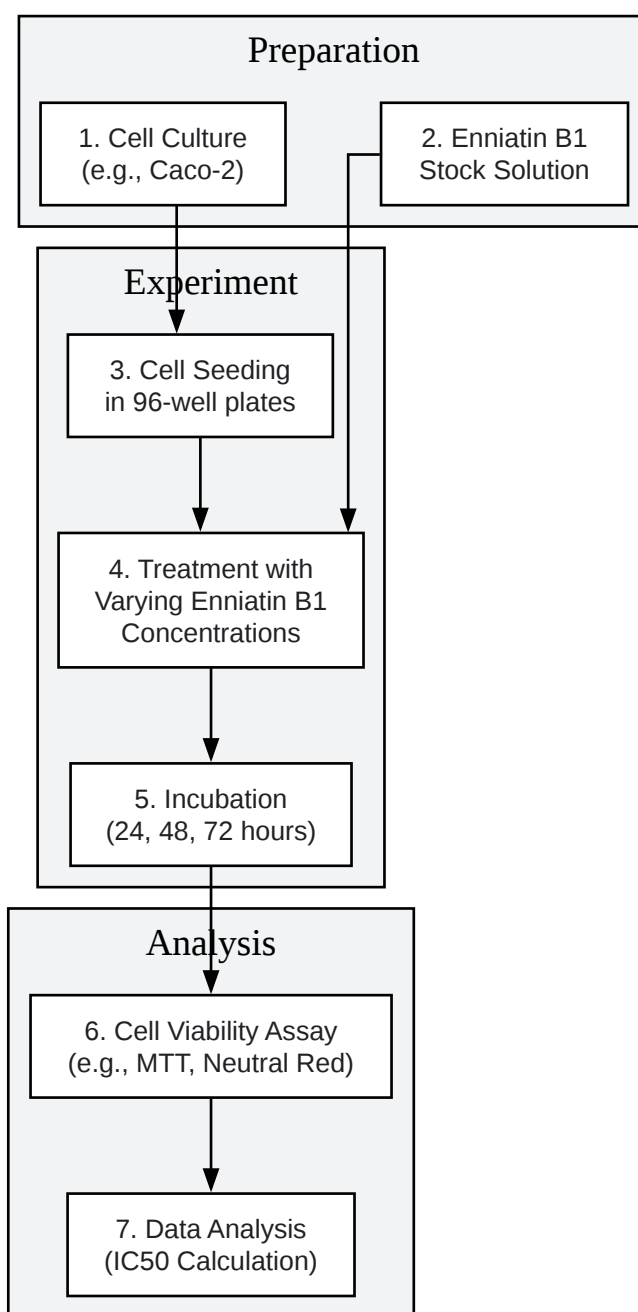 Preparation
1. Cell Culture
(e.g., Caco-2)
2. Enniatin B1
Stock Solution
Experiment
3. Cell Seeding
in 96-well plates
4. Treatment with
Varying Enniatin B1
Concentrations
5. Incubation
(24, 48, 72 hours)
Analysis
6. Cell Viability Assay
(e.g., MTT, Neutral Red)
7. Data Analysis
(IC50 Calculation)